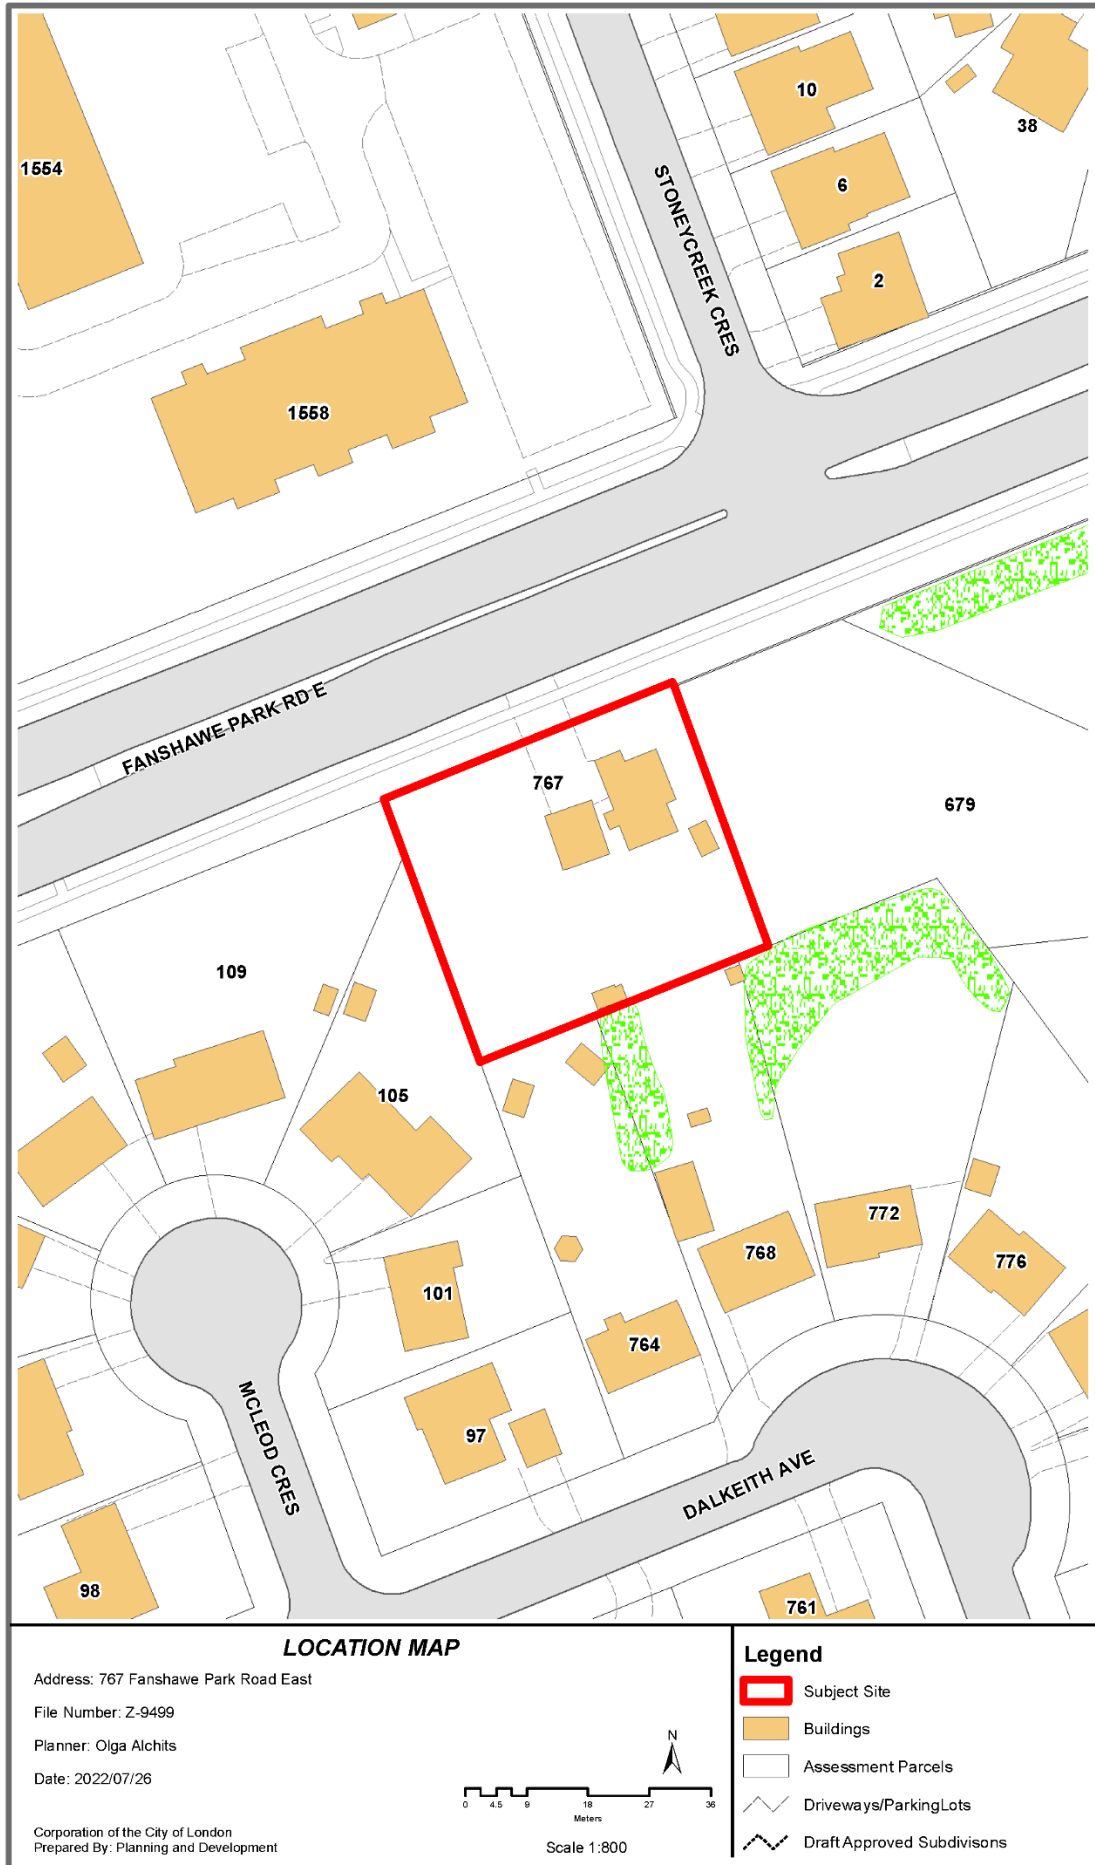 10
38
1554
6
STONEYCREEK CRES
2
1558
FANSHAWE PARK RD E
767
679
109
105
772
768
776
101
764
97
MCLEOD CRES
DALKEITH AVE
98
761
LOCATION MAP
Address: 767 Fanshawe Park Road East
File Number: Z-9499
Planner: Olga Alchits
Date: 2022/07/26
Corporation of the City of London
Prepared By: Planning and Development
N
0 4.5 9 18 27 36
Meters
Scale 1:800
Legend
Subject Site
Buildings
Assessment Parcels
Driveways/ParkingLots
Draft Approved Subdivisons